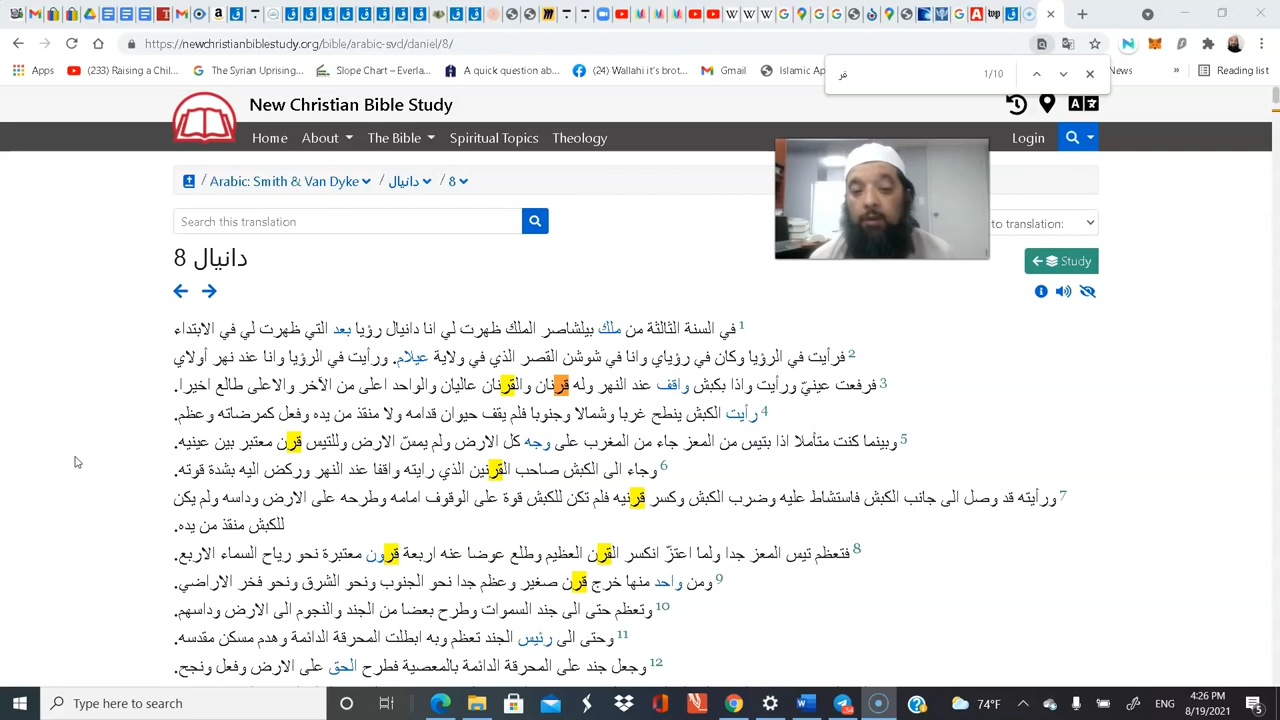 https://newchristianbiblestudy.org/bible/arabic-svd/daniel/8/
Apps
(233) Raising a Chil...
The Syrian Uprising...
Slope Chart – Everla...
A quick question ab...
(24) Wallahi it's brot...
Gmail
Islamic Ap
News
»
Reading list
قر
1/10
New Christian Bible Study
Home
About
The Bible
Spiritual Topics
Theology
Login
/ Arabic: Smith & Van Dyke / دانيال / 8
Search this translation
to translation:
دانيال 8
Study
1 في السنة الثالثة من ملك بيلشاصر الملك ظهرت لي انا دانيال رؤيا بعد التي ظهرت لي في الابتداء
2 فرأيت في الرؤيا وكان في رؤياي وانا في شوشن القصر الذي في ولاية عيلام. ورأيت في الرؤيا وانا عند نهر أولاي
3 فرفعت عينيّ ورأيت واذا بكبش واقف عند النهر وله قرنان والقرنان عاليان والواحد اعلى من الآخر والاعلى طالع اخيرا.
4 رأيت الكبش ينطح غربا وشمالا وجنوبا فلم يقف حيوان قدامه ولا منقذ من يده وفعل كمرضاته وعظم.
5 وبينما كنت متأملا اذا بتيس من المعز جاء من المغرب على وجه كل الارض ولم يمسّ الارض وللتيس قرن معتبر بين عينيه.
6 وجاء الى الكبش صاحب القرنين الذي رايته واقفا عند النهر وركض اليه بشدة قوته.
7 ورأيته قد وصل الى جانب الكبش فاستشاط عليه وضرب الكبش وكسر قرنيه فلم تكن للكبش قوة على الوقوف امامه وطرحه على الارض وداسه ولم يكن
للكبش منقذ من يده.
8 فتعظم تيس المعز جدا ولما اعتزّ انكسر القرن العظيم وطلع عوضا عنه اربعة قرون معتبرة نحو رياح السماء الاربع.
9 ومن واحد منها خرج قرن صغير وعظم جدا نحو الجنوب ونحو الشرق ونحو فخر الاراضي.
10 وتعظم حتى الى جند السموات وطرح بعضا من الجند والنجوم الى الارض وداسهم.
11 وحتى الى رئيس الجند تعظم وبه ابطلت المحرقة الدائمة وهدم مسكن مقدسه.
12 وجعل جند على المحرقة الدائمة بالمعصية فطرح الحق على الارض وفعل ونجح.
Type here to search
74°F
ENG
4:26 PM
8/19/2021
5